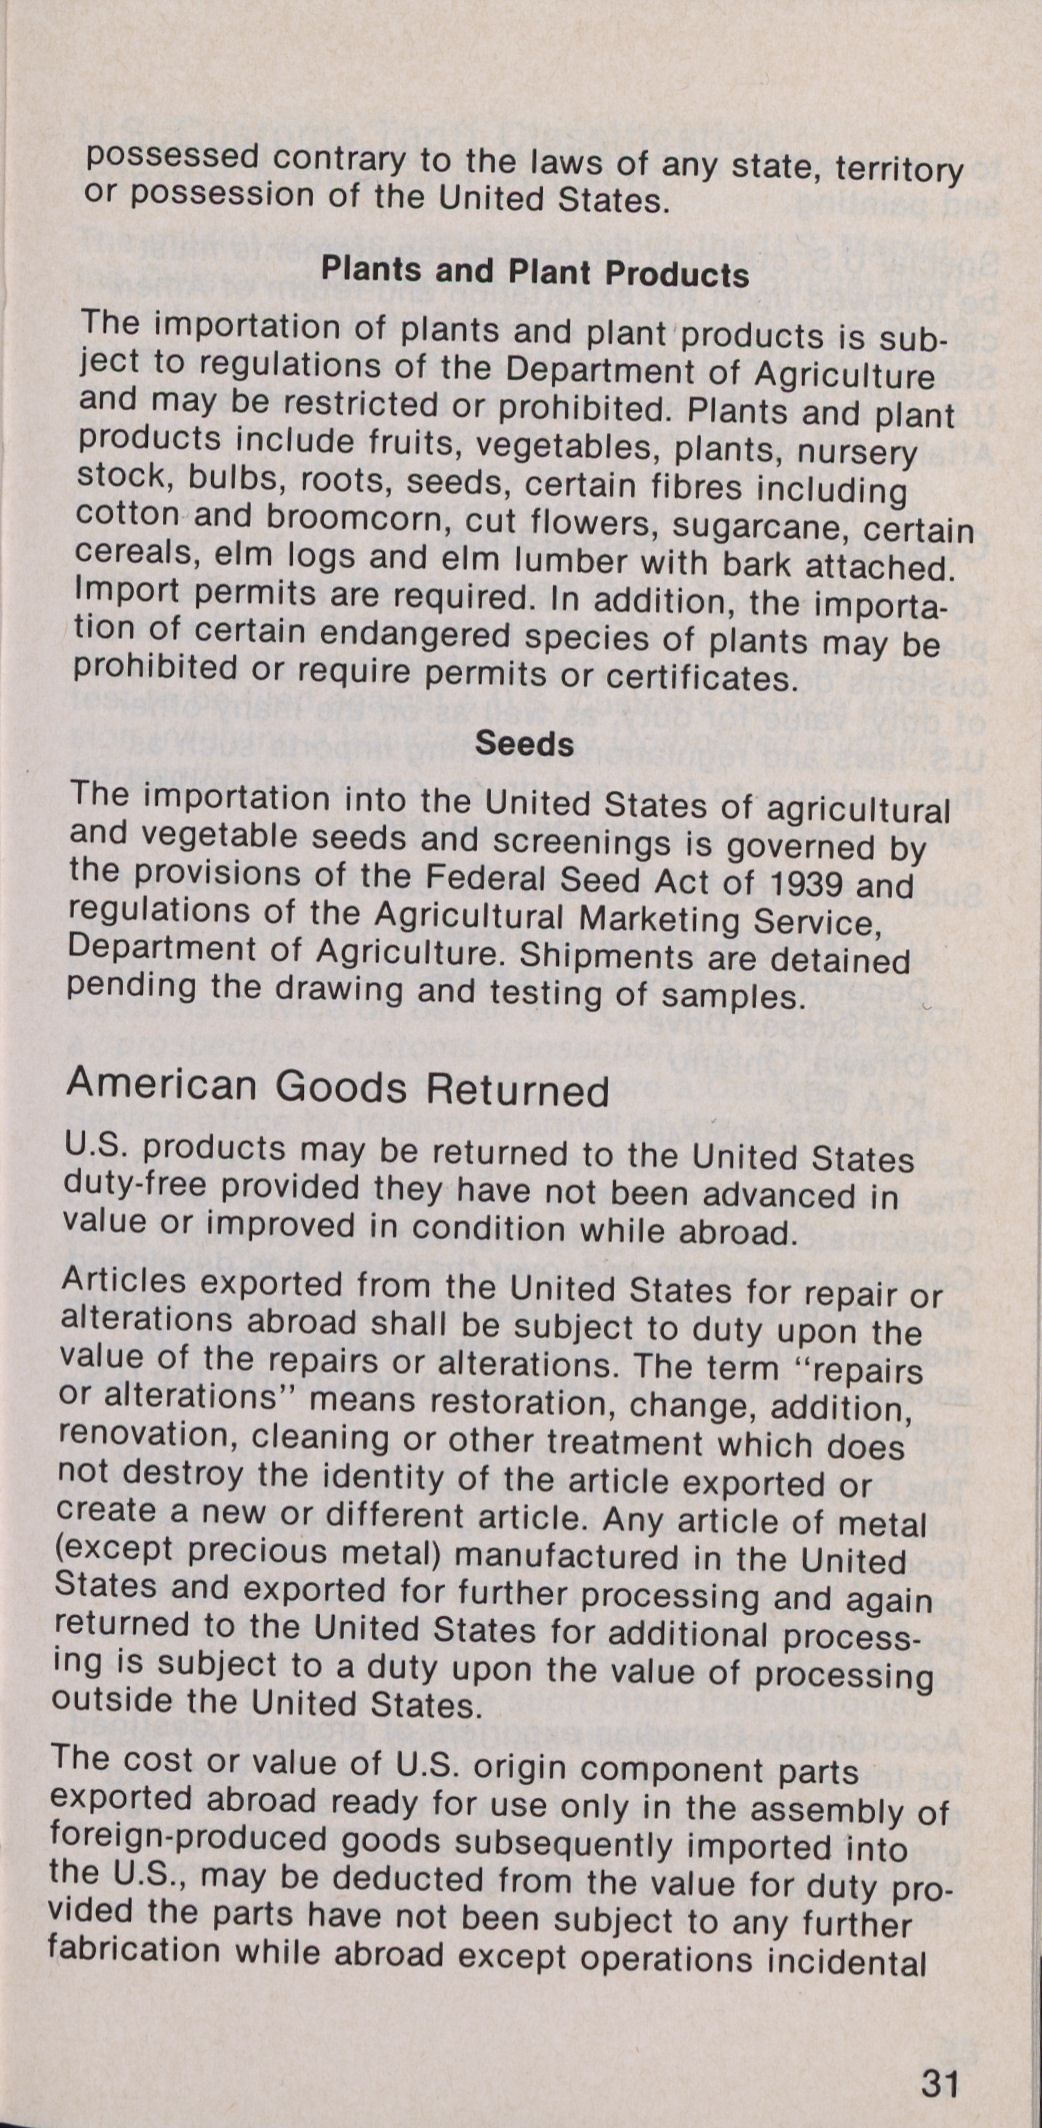 possessed contrary to the laws of any state, territory
or possession of the United States.
Plants and Plant Products
The importation of plants and plant products is sub-
ject to regulations of the Department of Agriculture
and may be restricted or prohibited. Plants and plant
products include fruits, vegetables, plants, nursery
stock, bulbs, roots, seeds, certain fibres including
cotton and broomcorn, cut flowers, sugarcane, certain
cereals, elm logs and elm lumber with bark attached.
Import permits are required. In addition, the importa-
tion of certain endangered species of plants may be
prohibited or require permits or certificates.
Seeds
The importation into the United States of agricultural
and vegetable seeds and screenings is governed by
the provisions of the Federal Seed Act of 1939 and
regulations of the Agricultural Marketing Service,
Department of Agriculture. Shipments are detained
pending the drawing and testing of samples.
American Goods Returned
U.S. products may be returned to the United States
duty-free provided they have not been advanced in
value or improved in condition while abroad.
Articles exported from the United States for repair or
alterations abroad shall be subject to duty upon the
value of the repairs or alterations. The term “repairs
or alterations” means restoration, change, addition,
renovation, cleaning or other treatment which does
not destroy the identity of the article exported or
create a new or different article. Any article of metal
(except precious metal) manufactured in the United
States and exported for further processing and again
returned to the United States for additional process-
ing is subject to a duty upon the value of processing
outside the United States.
The cost or value of U.S. origin component parts
exported abroad ready for use only in the assembly of
foreign-produced goods subsequently imported into
the U.S., may be deducted from the value for duty pro-
vided the parts have not been subject to any further
fabrication while abroad except operations incidental
31